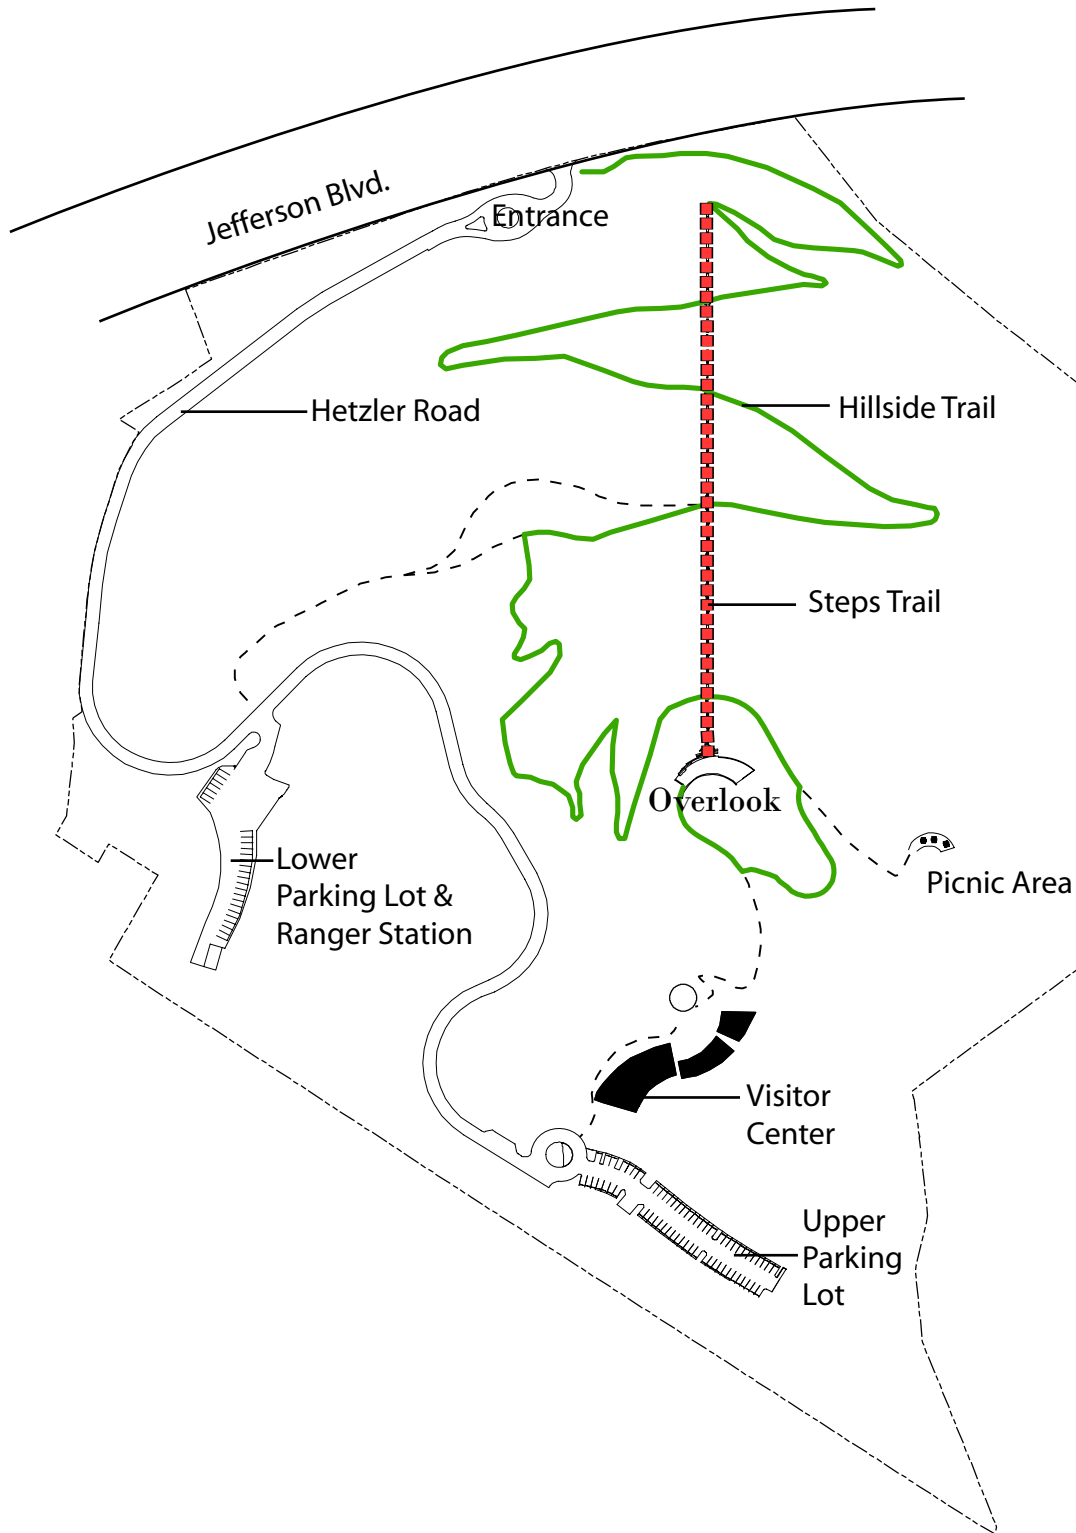 Jefferson Blvd.
Entrance
Hetzler Road
Hillside Trail
Steps Trail
Overlook
Lower
Parking Lot &
Ranger Station
Picnic Area
Visitor
Center
Upper
Parking
Lot